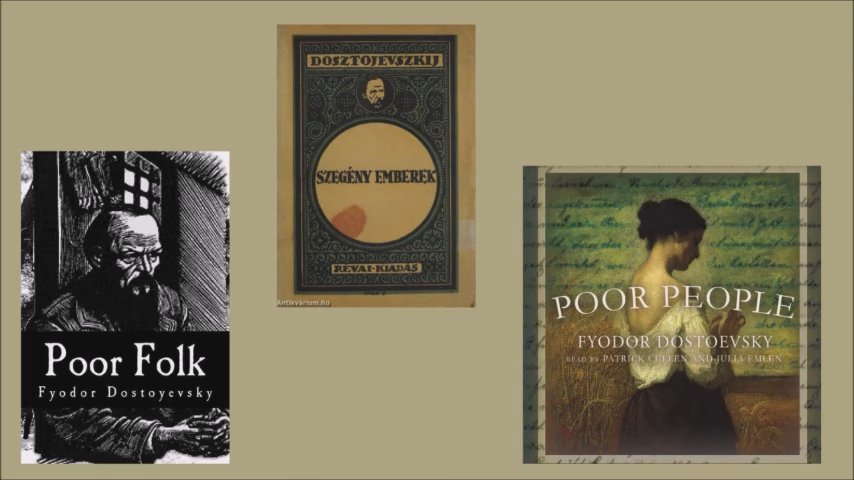 DOSZTOJEVSZKIJ
SZEGÉNY EMBEREK
RÉVAI-KIADÁS
Antikvárium.hu
Poor Folk
Fyodor Dostoyevsky
POOR PEOPLE
FYODOR DOSTOEVSKY
READ BY PATRICK CULLEN AND JULIA EMLEN